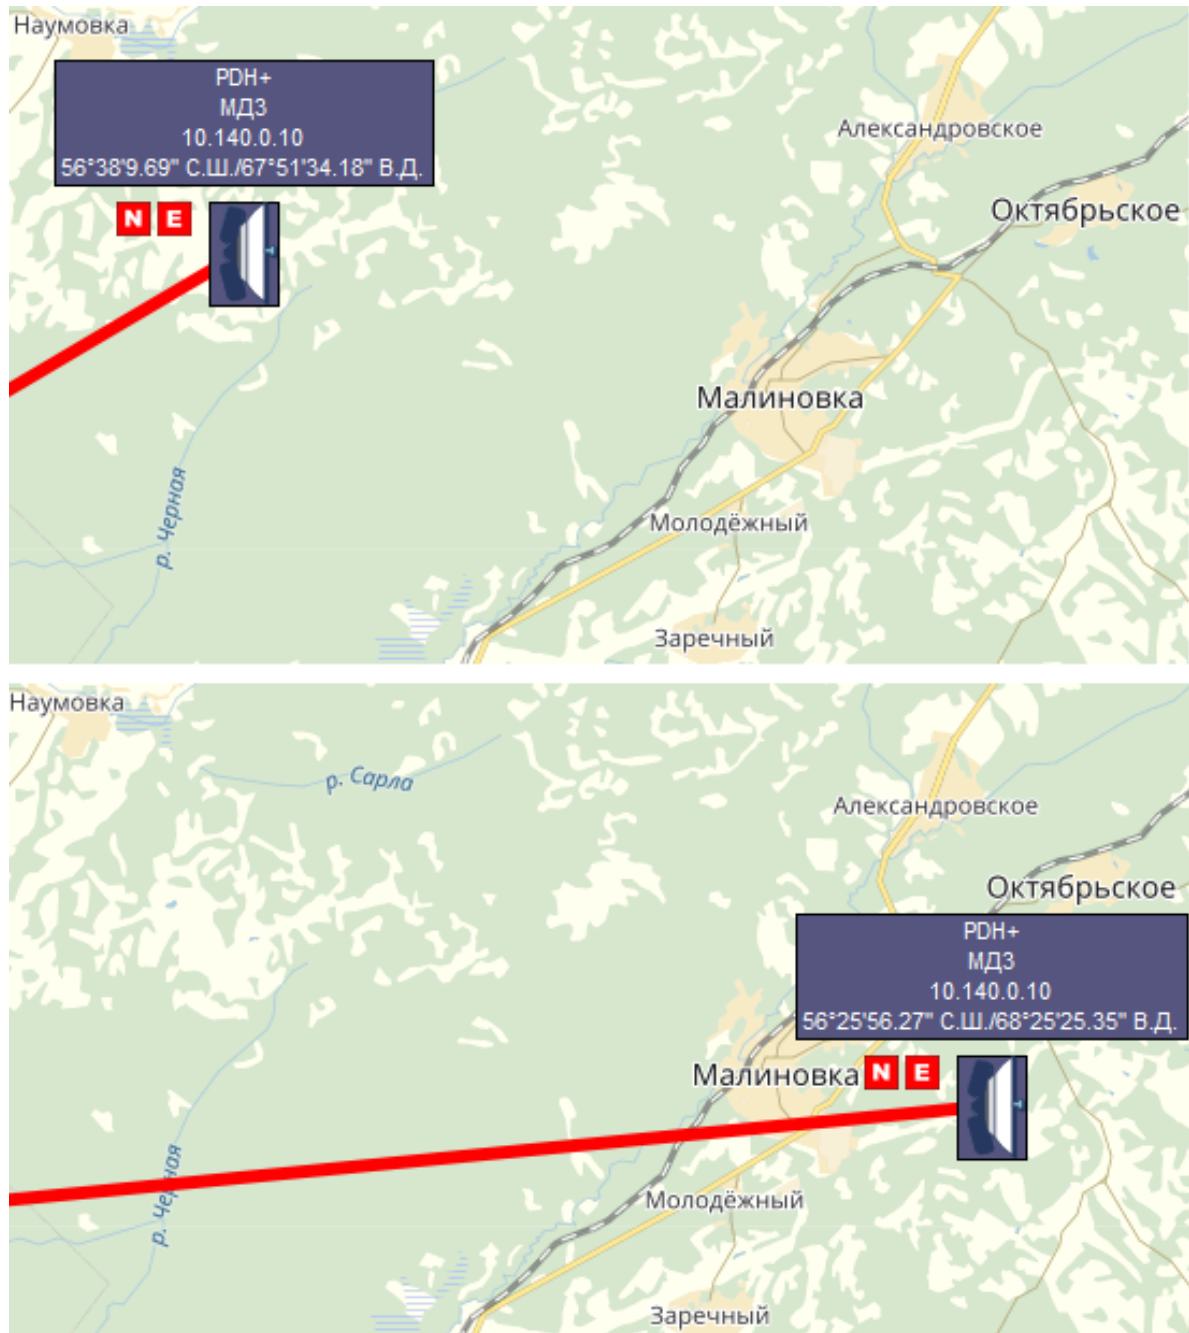 Наумовка
PDH+
МДЗ
10.140.0.10
56°38'9.69" С.Ш./67°51'34.18" В.Д.
Александровское
N E
Октябрьское
Малиновка
р. Черная
Молодёжный
Заречный
Наумовка
р. Сарла
Александровское
Октябрьское
PDH+
МДЗ
10.140.0.10
56°25'56.27" С.Ш./68°25'25.35" В.Д.
Малиновка N E
р. Черная
Молодёжный
Заречный